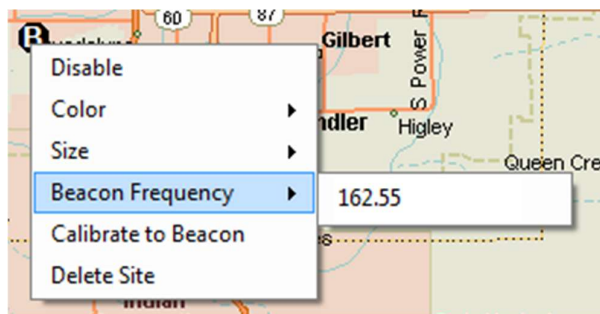 60
87
B
Gilbert
S Power
Disable
Color
Higley
Size
Queen Cre
Beacon Frequency
162.55
Calibrate to Beacon
Delete Site